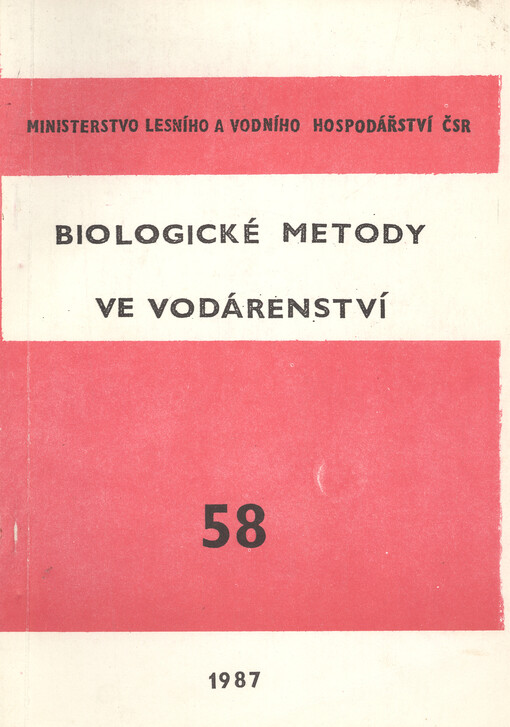 MINISTERSTVO LESNÍHO A VODNÍHO HOSPODÁŘSTVÍ ČSR
BIOLOGICKÉ METODY
VE VODÁRENSTVÍ
58
1987